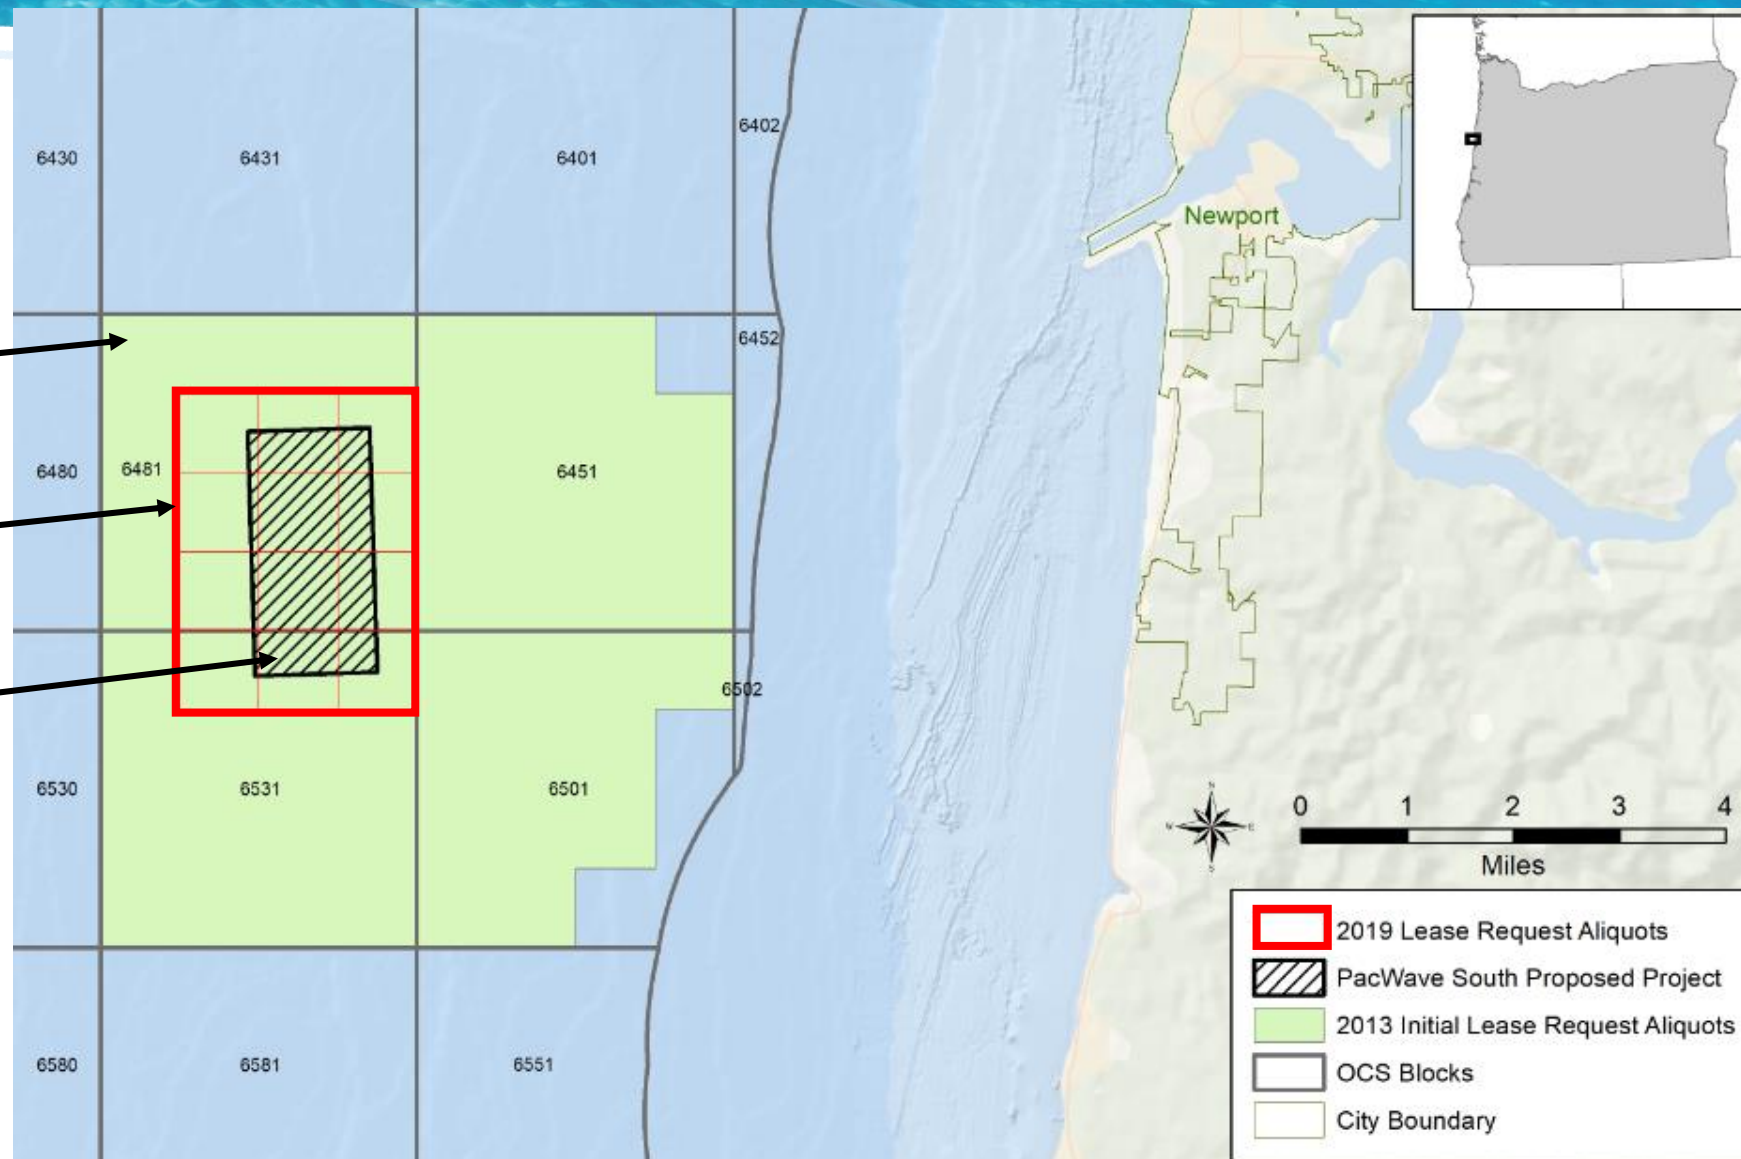 6402
6430
6431
6401
Newport
6452
6480
6481
6451
6502
6530
6531
6501
N
W
E
S
0 1 2 3 4
Miles
6580
6581
6551
2019 Lease Request Aliquots
PacWave South Proposed Project
2013 Initial Lease Request Aliquots
OCS Blocks
City Boundary